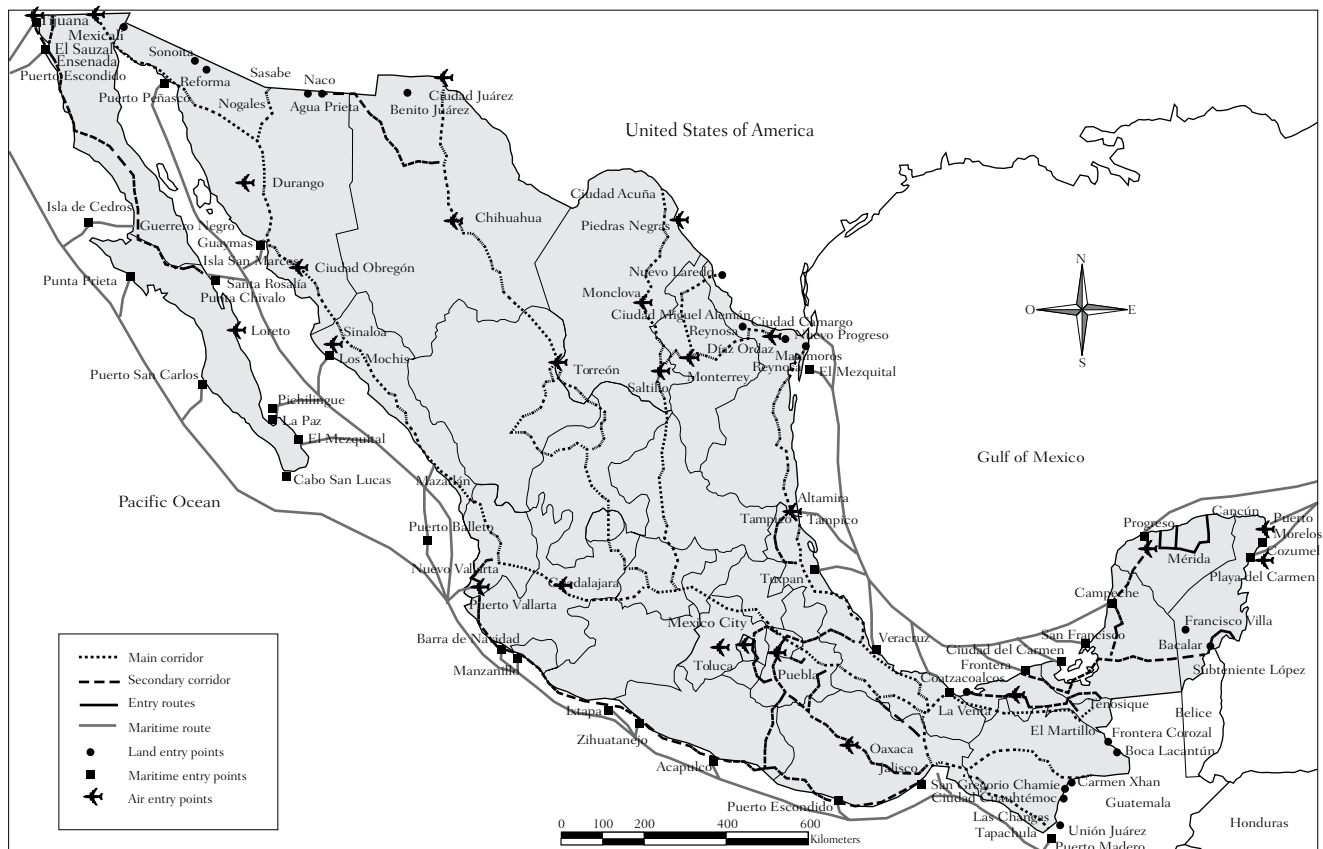 Tijuana
Mexicali
El Sauzal
Ensenada
Puerto Escondido
Sonoita
Reforma
Puerto Peñasco
Sasabe
Nogales
Naco
Agua Prieta
Benito Juárez
Ciudad Juárez
United States of America
Durango
Chihuahua
Ciudad Acuña
Piedras Negras
Isla de Cedros
Guerrero Negro
Guaymas
Isla San Marcos
Ciudad Obregón
Punta Prieta
Santa Rosalía
Punta Chivalo
Nuevo Laredo
Monclova
Ciudad Miguel Alemán
Ciudad Camargo
Reynosa
Nuevo Progreso
Díaz Ordaz
Matamoros
Reynosa
El Mezquital
Monterrey
Saltillo
N
O
E
S
Loreto
Sinaloa
Los Mochis
Torreón
Puerto San Carlos
Pichilingue
La Paz
El Mezquital
Cabo San Lucas
Gulf of Mexico
Pacific Ocean
Mazatlán
Altamira
Tampico
Tampico
Puerto Balleto
Nuevo Vallarta
Guadalajara
Puerto Vallarta
Tuxpan
Progreso
Cancún
Puerto
Morelos
Mérida
Cozumel
Playa del Carmen
Campeche
Francisco Villa
Bacalar
Subteniente López
Barra de Navidad
Manzanillo
Mexico City
Toluca
Puebla
Veracruz
San Francisco
Ciudad del Carmen
Frontera
Coatzacoalcos
La Venta
Tenosique
El Martillo
Belice
Frontera Corozal
Boca Lacantún
Ixtapa
Zihuatanejo
Acapulco
Oaxaca
Jalisco
Puerto Escondido
San Gregorio Chamic
Carmen Xhan
Ciudad Cuauhtémoc
Guatemala
Las Changas
Tapachula
Unión Juárez
Puerto Madero
Honduras
Main corridor
Secondary corridor
Entry routes
Maritime route
Land entry points
Maritime entry points
Air entry points
0 100 200 400 600
Kilometers